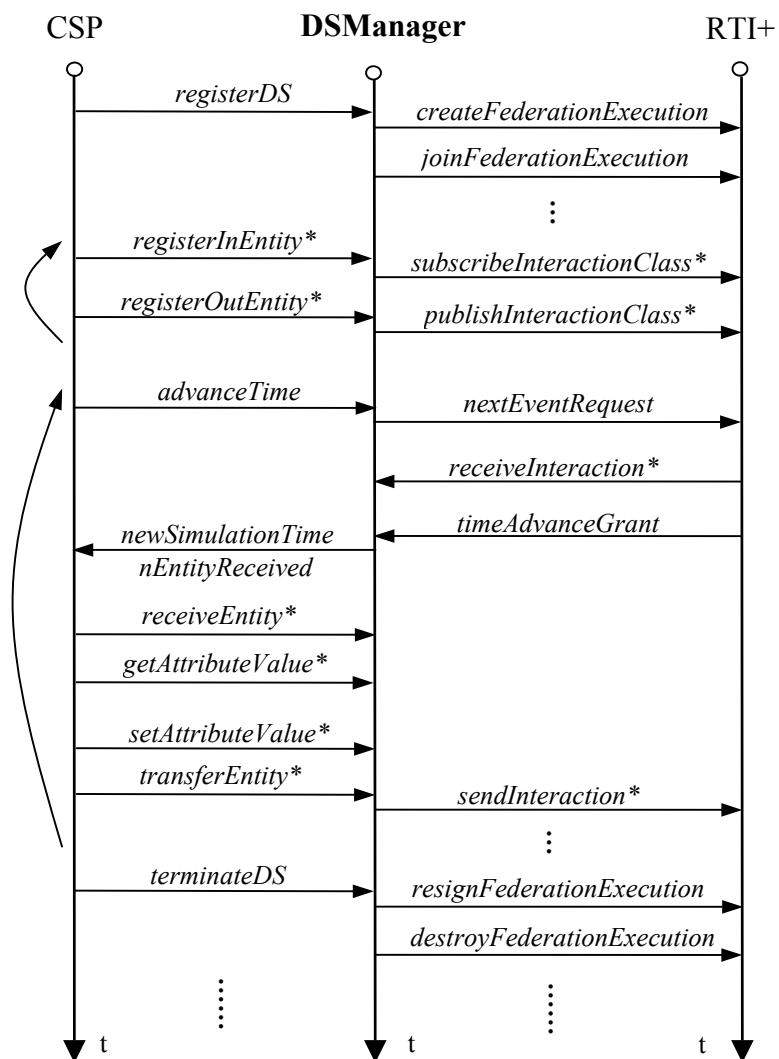 CSP DSManager RTI+
registerDS
createFederationExecution
joinFederationExecution
registerInEntity*
subscribeInteractionClass*
registerOutEntity*
publishInteractionClass*
advanceTime
nextEventRequest
receiveInteraction*
timeAdvanceGrant
newSimulationTime
nEntityReceived
receiveEntity*
getAttributeValue*
setAttributeValue*
transferEntity*
sendInteraction*
terminateDS
resignFederationExecution
destroyFederationExecution
t t t